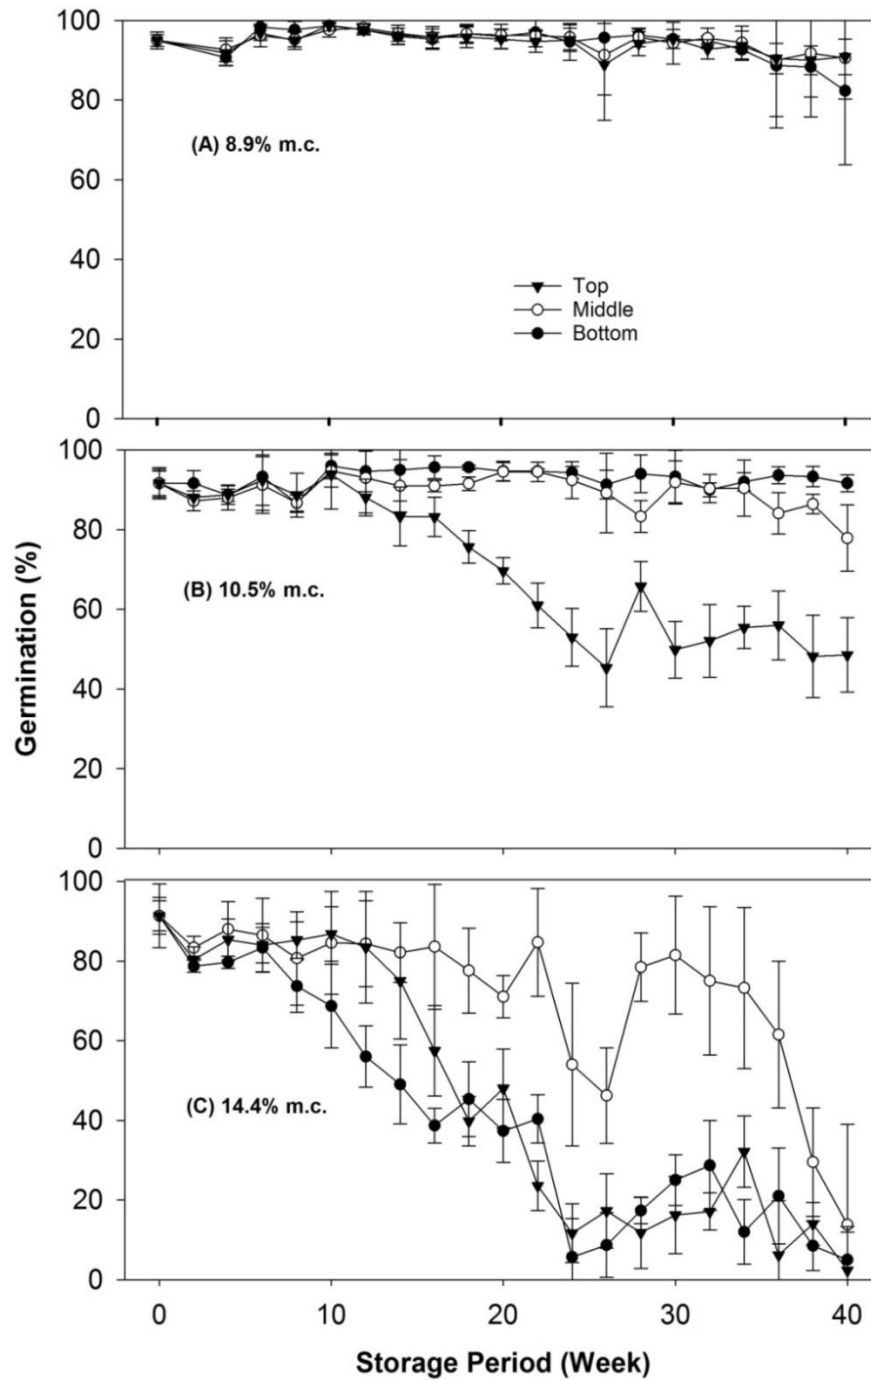 100
80
60
40
20
0
(A) 8.9% m.c.
Top
Middle
Bottom
Germination (%)
100
80
60
40
20
0
(B) 10.5% m.c.
100
80
60
40
20
0
(C) 14.4% m.c.
0 10 20 30 40
Storage Period (Week)